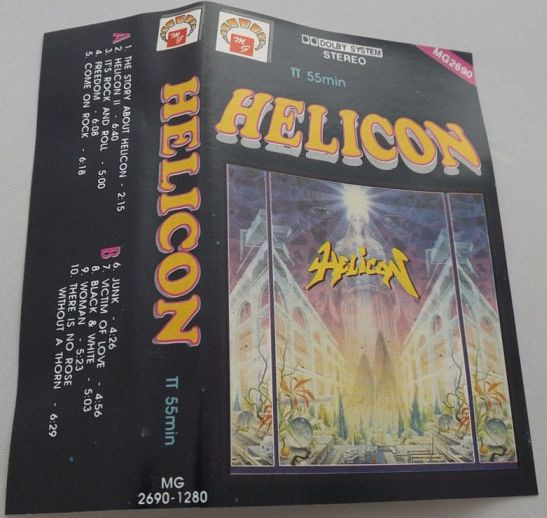 A
1. THE STORY ABOUT HELICON - 2:15
2. HELICON II - 6:40
3. IT'S ROCK AND ROLL - 5:00
4. FREEDOM - 6:08
5. COME ON ROCK - 6:18
B
6. JUNK - 4:26
7. VICTIM OF LOVE - 4:56
8. BLACK & WHITE - 5:03
9. WOMAN - 5:23
10. THERE IS NO ROSE
WITHOUT A THORN - 6:29
MG
HELICON
π 55min
MG
2690-1280
MG
DOLBY SYSTEM
STEREO
MG2690
π 55min
HELICON
HELICON